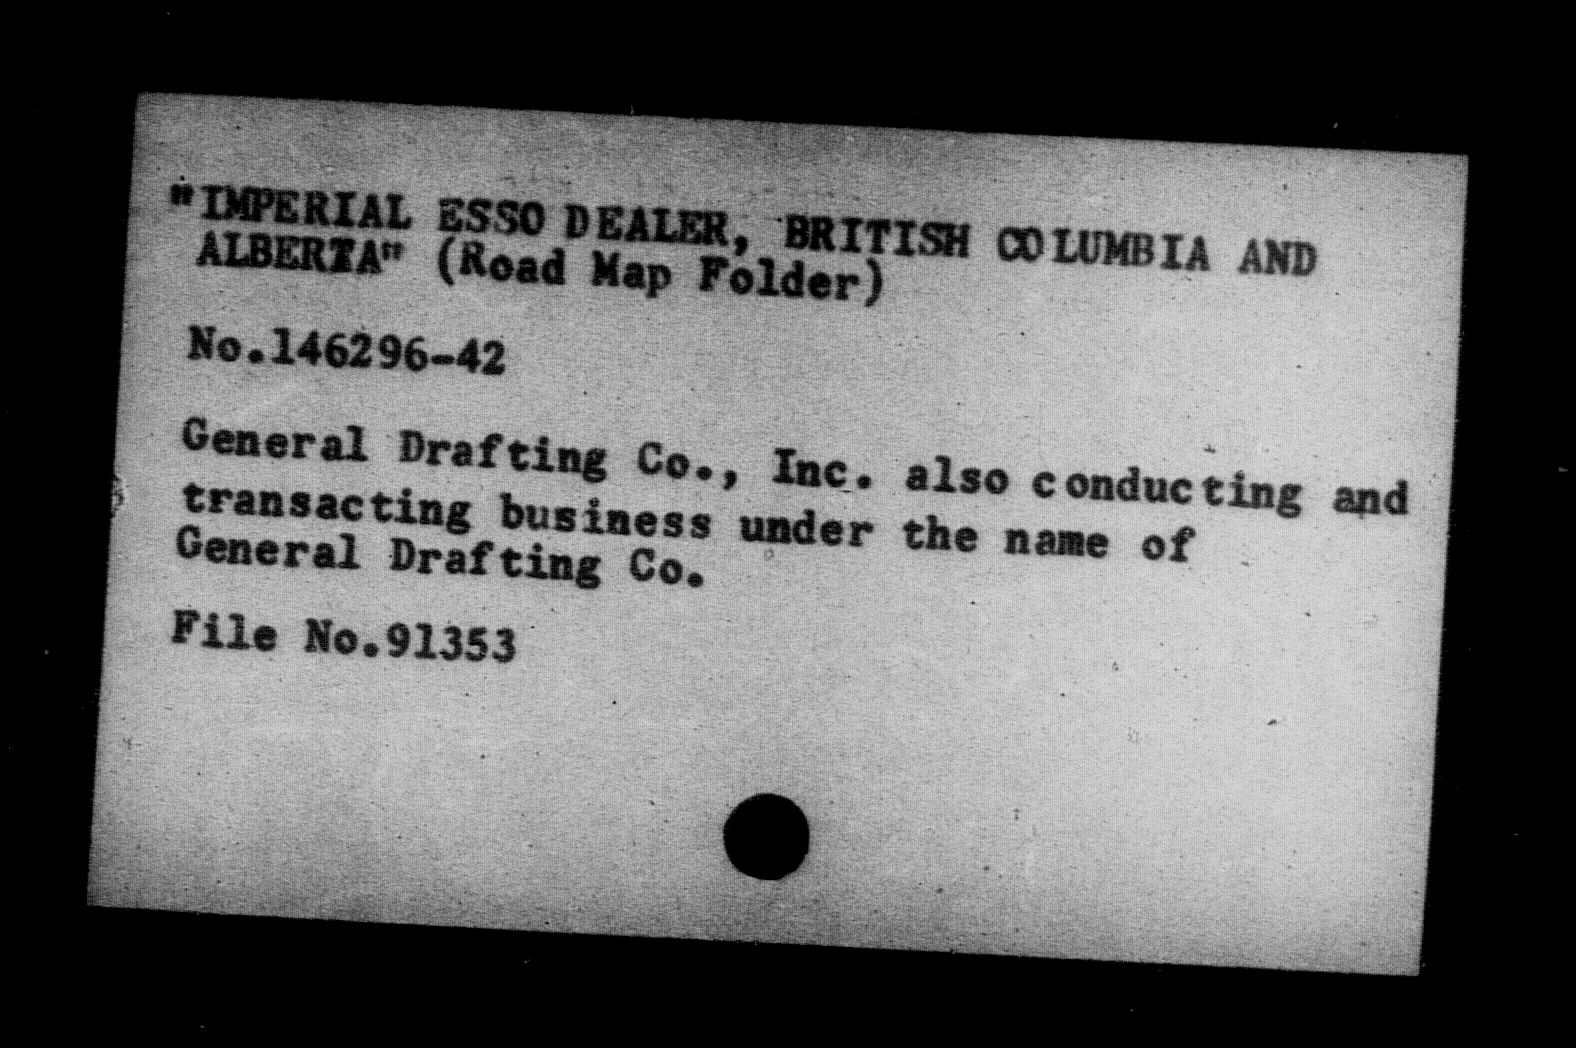 "IMPERIAL ESSO DEALER, BRITISH COLUMBIA AND
ALBERTA" (Road Map Folder)
No.146296-42
General Drafting Co., Inc. also conducting and
transacting business under the name of
General Drafting Co.
File No.91353